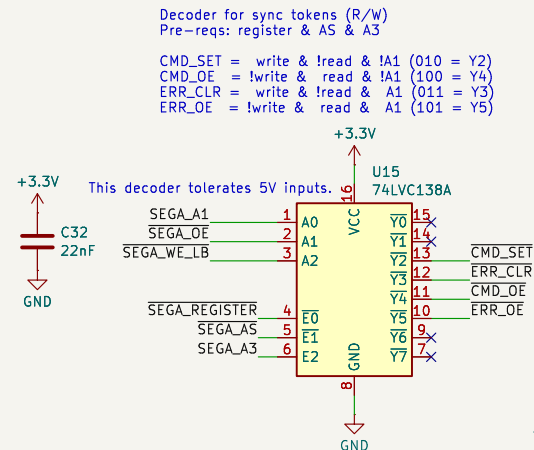 Decoder for sync tokens (R/W)
Pre-reqs: register & AS & A3
CMD_SET =  write & !read & !A1 (010 = Y2)
CMD_OE = !write &  read & !A1 (100 = Y4)
ERR_CLR =  write & !read &  A1 (011 = Y3)
ERR_OE  = !write &  read &  A1 (101 = Y5)
+3.3V
U15
74LVC138A
+3.3V
This decoder tolerates 5V inputs.
16
VCC
C32
22nF
GND
SEGA_A1 1 A0 Y0 15
SEGA_OE 2 A1 Y1 14
SEGA_WE_LB 3 A2 Y2 13 CMD_SET
Y3 12 ERR_CLR
Y4 11 CMD_OE
SEGA_REGISTER 4 E0 Y5 10 ERR_OE
SEGA_AS 5 E1 Y6 9
SEGA_A3 6 E2 Y7 7
GND
8
GND